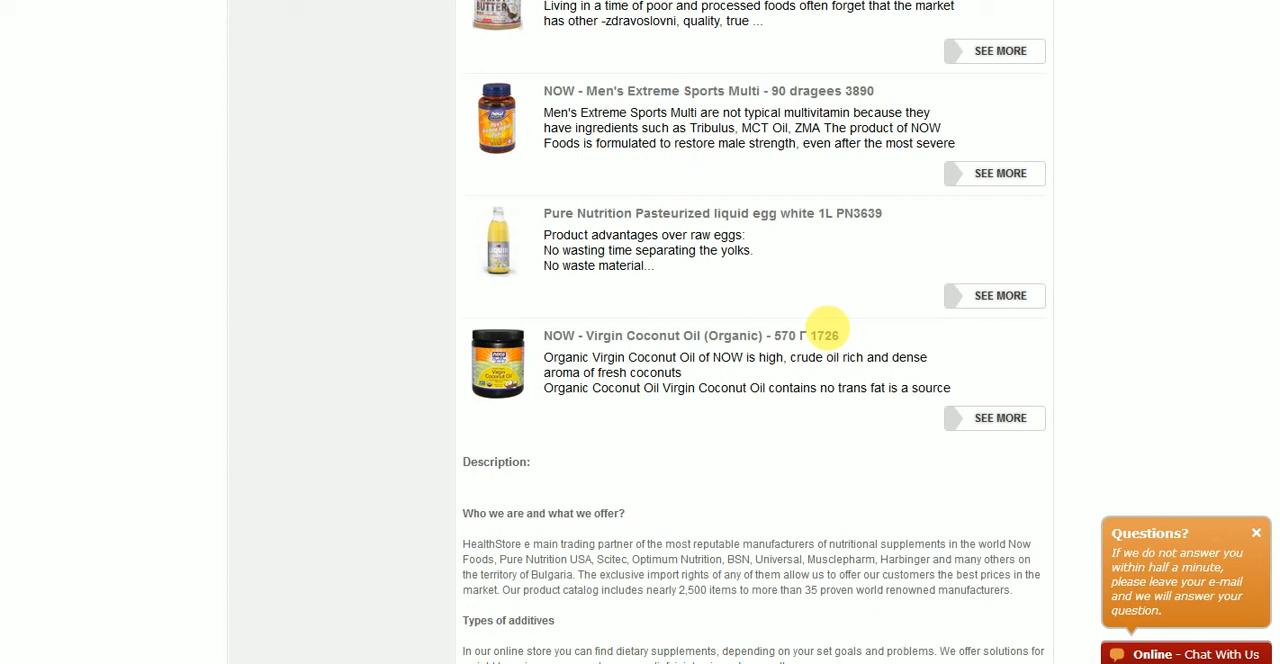 BUTTER
Living in a time of poor and processed foods often forget that the market
has other -zdravoslovni, quality, true ...
SEE MORE
NOW - Men's Extreme Sports Multi - 90 dragees 3890
Men's Extreme Sports Multi are not typical multivitamin because they
have ingredients such as Tribulus, MCT Oil, ZMA The product of NOW
Foods is formulated to restore male strength, even after the most severe
SEE MORE
Pure Nutrition Pasteurized liquid egg white 1L PN3639
Product advantages over raw eggs:
No wasting time separating the yolks.
No waste material...
SEE MORE
NOW - Virgin Coconut Oil (Organic) - 570 Г 1726
Organic Virgin Coconut Oil of NOW is high, crude oil rich and dense
aroma of fresh coconuts
Organic Coconut Oil Virgin Coconut Oil contains no trans fat is a source
SEE MORE
Description:
Who we are and what we offer?
HealthStore e main trading partner of the most reputable manufacturers of nutritional supplements in the world Now
Foods, Pure Nutrition USA, Scitec, Optimum Nutrition, BSN, Universal, Musclepharm, Harbinger and many others on
the territory of Bulgaria. The exclusive import rights of any of them allow us to offer our customers the best prices in the
market. Our product catalog includes nearly 2,500 items to more than 35 proven world renowned manufacturers.
Types of additives
In our online store you can find dietary supplements, depending on your set goals and problems. We offer solutions for
Questions?
If we do not answer you
within half a minute,
please leave your e-mail
and we will answer your
question.
Online - Chat With Us